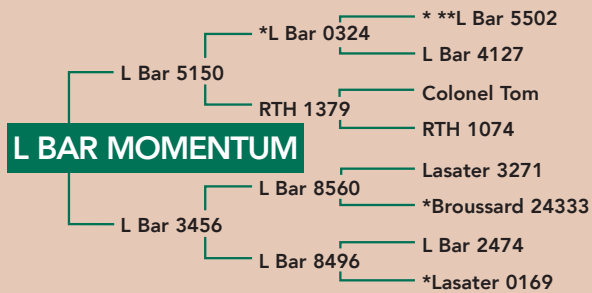 * **L Bar 5502
*L Bar 0324
L Bar 4127
L Bar 5150
Colonel Tom
RTH 1379
RTH 1074
L BAR MOMENTUM
Lasater 3271
L Bar 8560
*Broussard 24333
L Bar 3456
L Bar 2474
L Bar 8496
*Lasater 0169